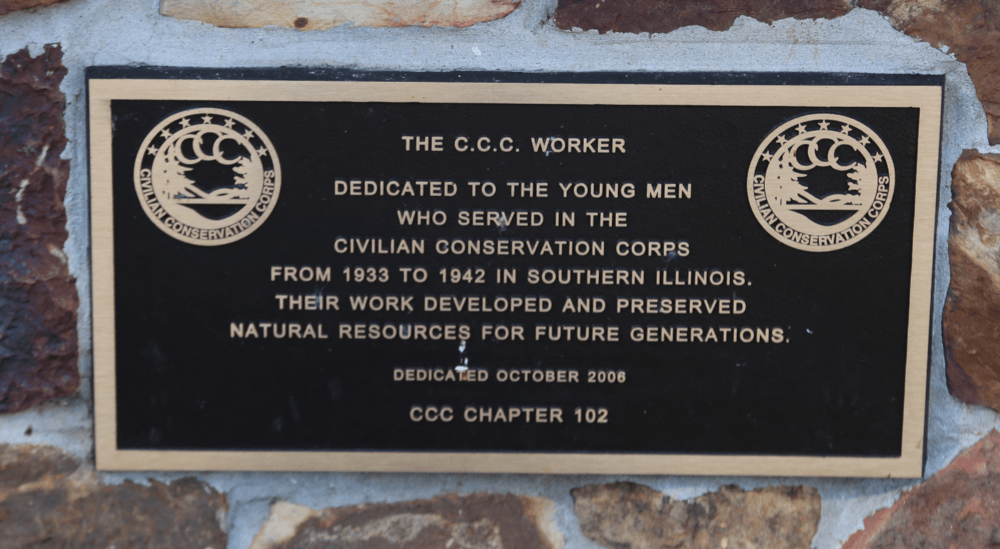 THE C.C.C. WORKER
DEDICATED TO THE YOUNG MEN
WHO SERVED IN THE
CIVILIAN CONSERVATION CORPS
FROM 1933 TO 1942 IN SOUTHERN ILLINOIS.
THEIR WORK DEVELOPED AND PRESERVED
NATURAL RESOURCES FOR FUTURE GENERATIONS.
DEDICATED OCTOBER 2006
CCC CHAPTER 102
CCC
CIVILIAN CONSERVATION CORPS
CCC
CIVILIAN CONSERVATION CORPS